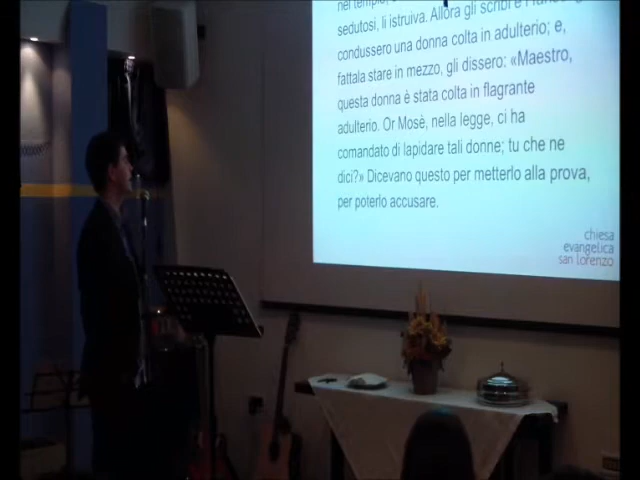 nel tempio,
sedutosi, li istruiva. Allora gli scribi e i
condussero una donna colta in adulterio; e,
fattala stare in mezzo, gli dissero: «Maestro,
questa donna è stata colta in flagrante
adulterio. Or Mosè, nella legge, ci ha
comandato di lapidare tali donne; tu che ne
dici?» Dicevano questo per metterlo alla prova,
per poterlo accusare.
chiesa
evangelica
san lorenzo